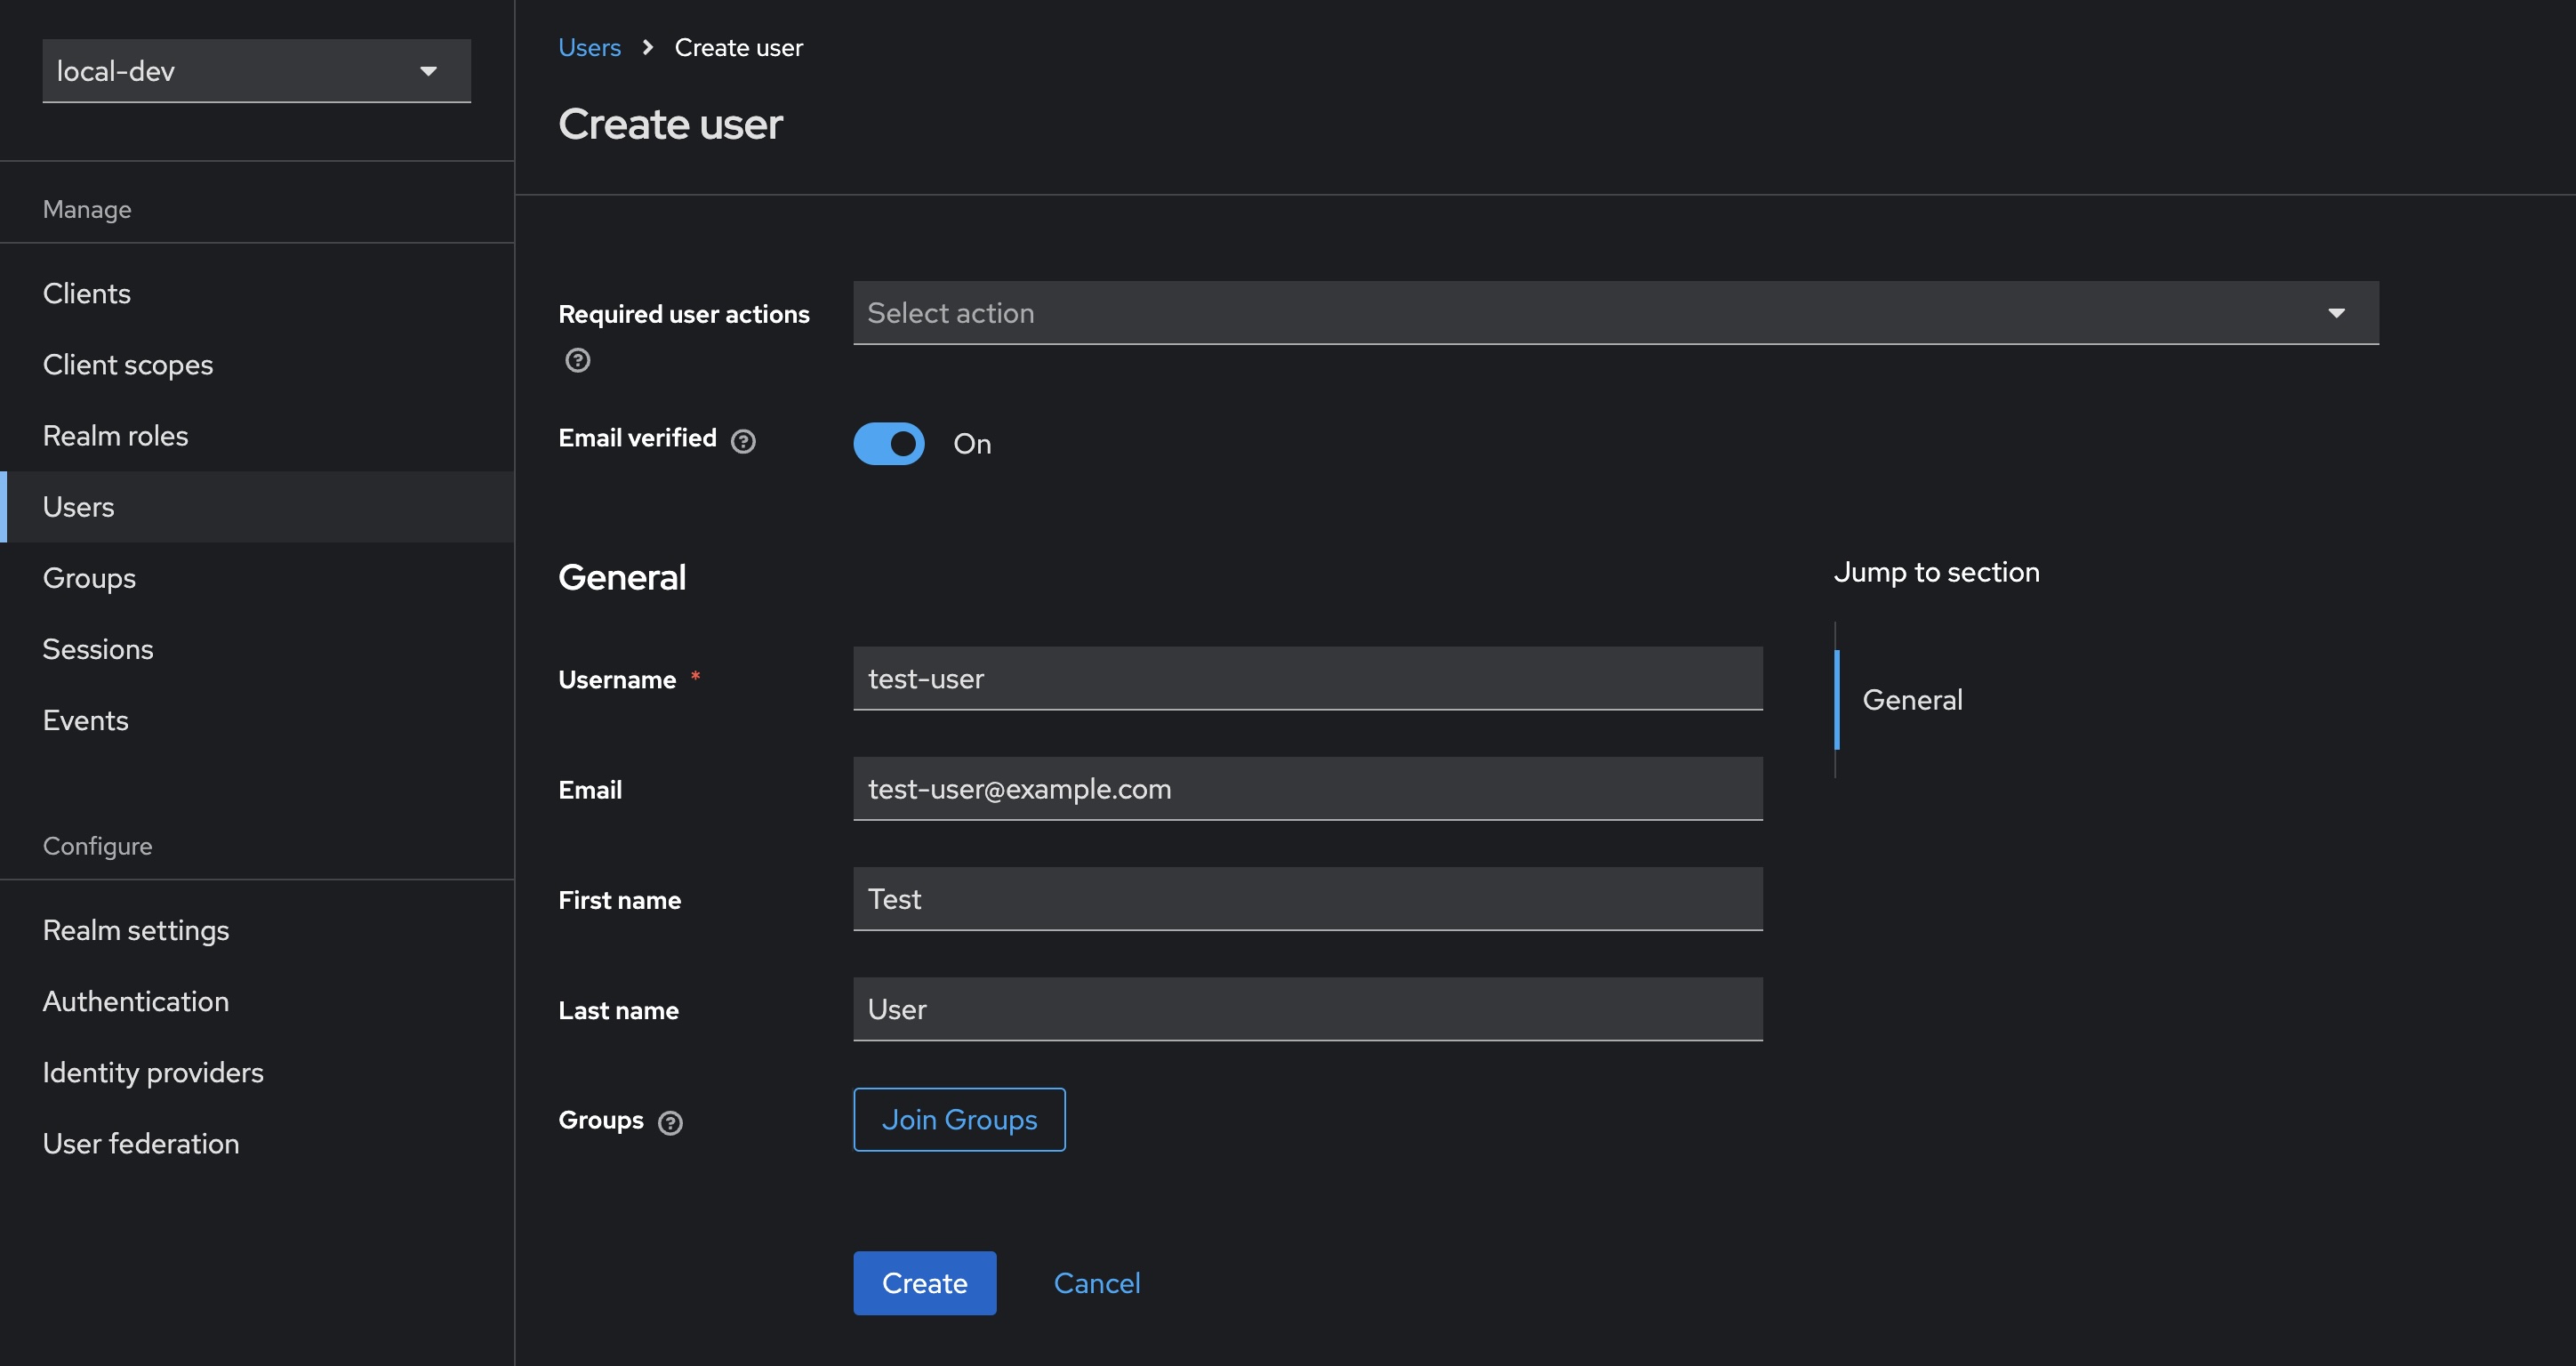 local-dev
Manage
Clients
Client scopes
Realm roles
Users
Groups
Sessions
Events
Configure
Realm settings
Authentication
Identity providers
User federation
Users > Create user
Create user
Required user actions
Select action
Email verified
On
General
Username *
test-user
Email
test-user@example.com
First name
Test
Last name
User
Groups
Join Groups
Create
Cancel
Jump to section
General